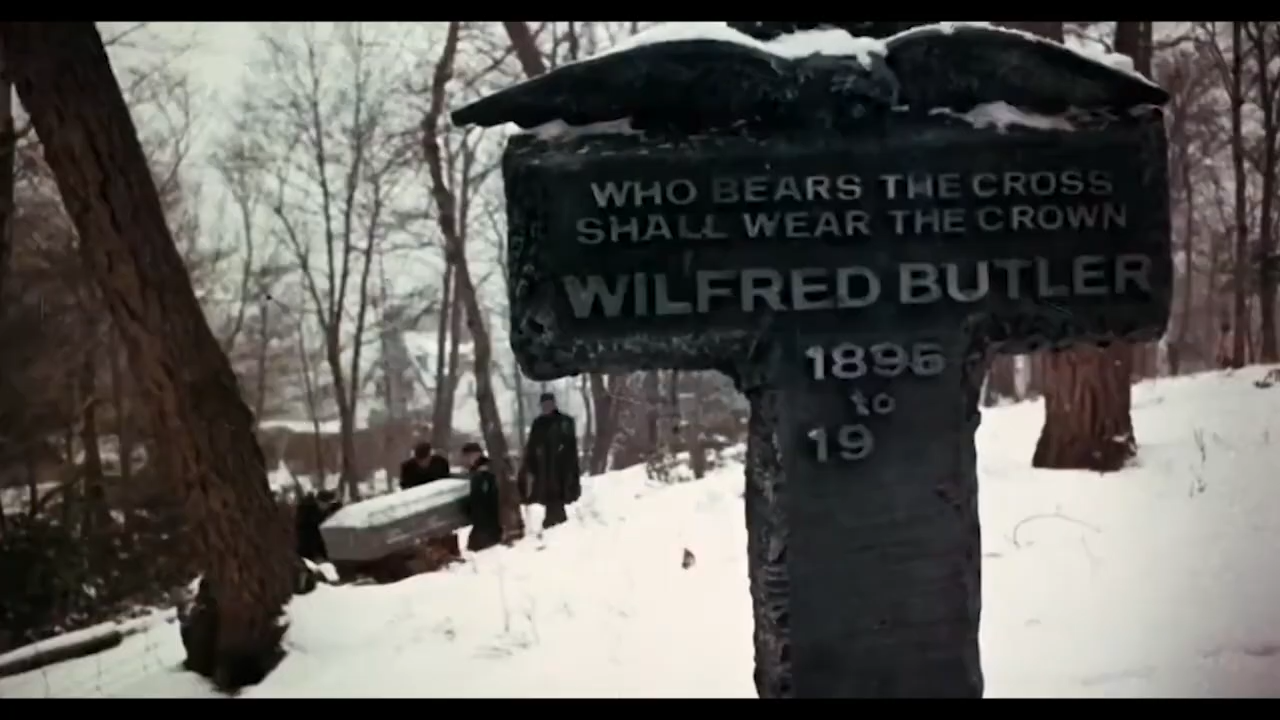 WHO BEARS THE CROSS
SHALL WEAR THE CROWN
WILFRED BUTLER
1895
to
19